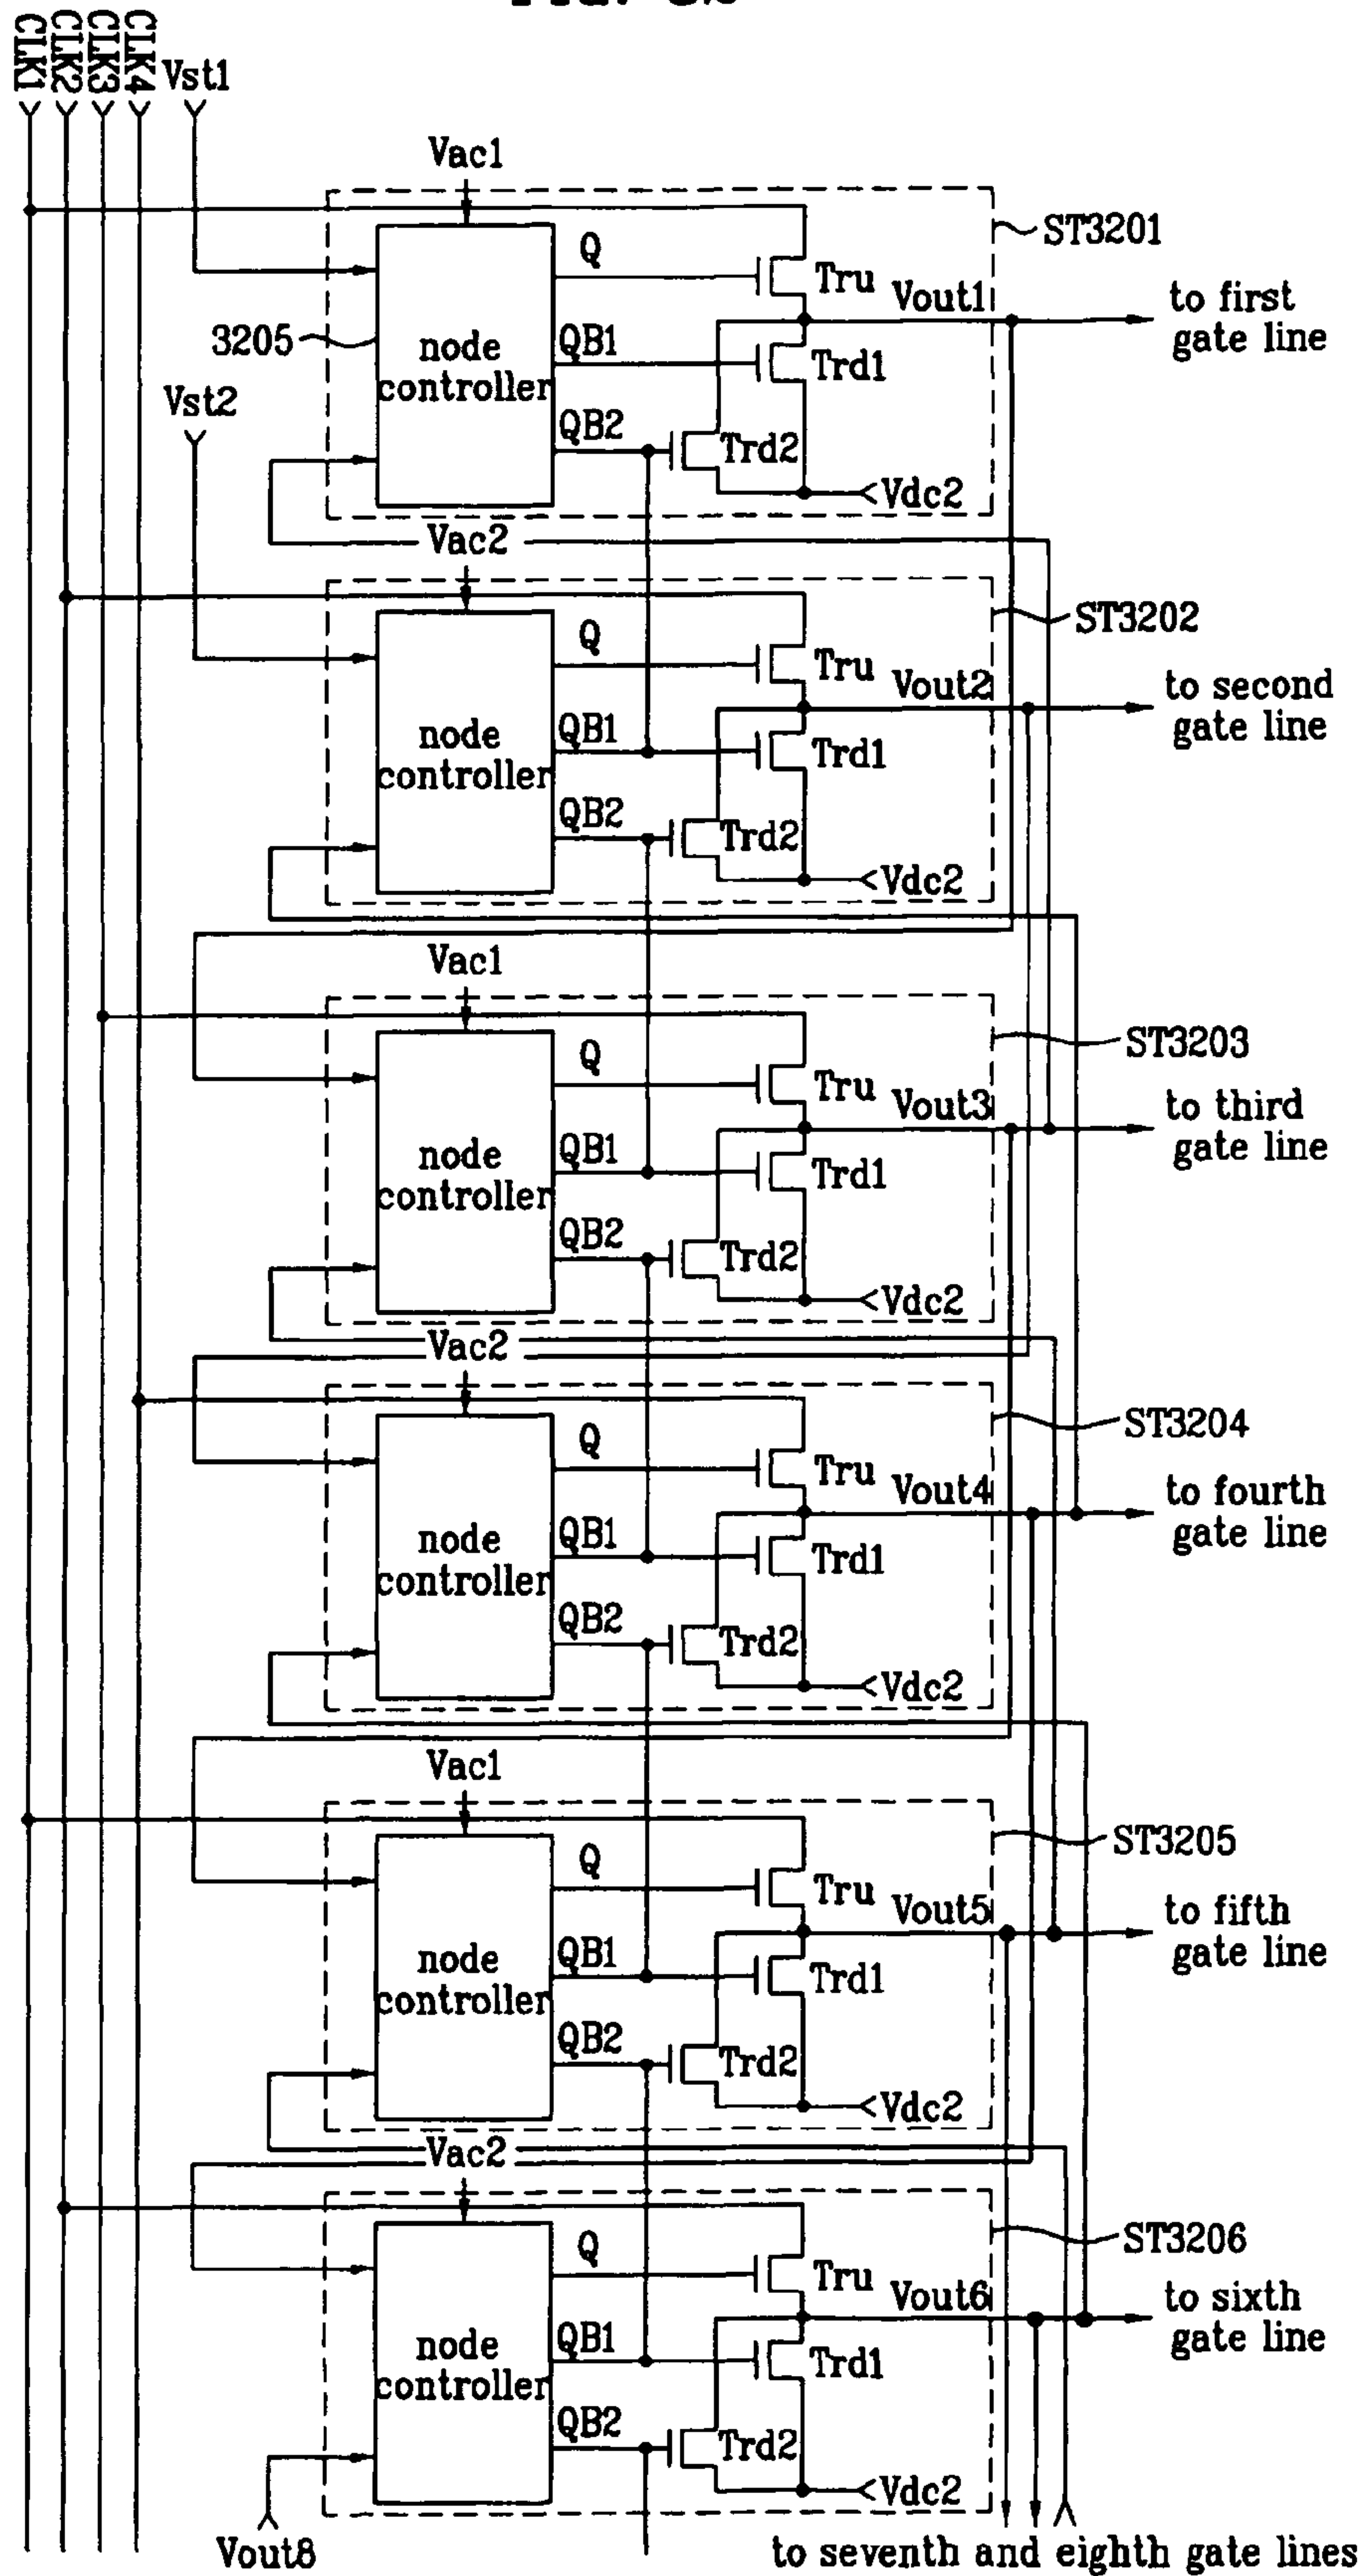 CLK1
CLK2
CLK3
CLK4
Vst1
Vac1
ST3201
Q
Tru
Vout1
to first
gate line
3205
node
controller
QB1
Trd1
Vst2
QB2
Trd2
Vdc2
Vac2
ST3202
Q
Tru
Vout2
to second
gate line
node
controller
QB1
Trd1
QB2
Trd2
Vdc2
Vac1
ST3203
Q
Tru
Vout3
to third
gate line
node
controller
QB1
Trd1
QB2
Trd2
Vdc2
Vac2
ST3204
Q
Tru
Vout4
to fourth
gate line
node
controller
QB1
Trd1
QB2
Trd2
Vdc2
Vac1
ST3205
Q
Tru
Vout5
to fifth
gate line
node
controller
QB1
Trd1
QB2
Trd2
Vdc2
Vac2
ST3206
Q
Tru
Vout6
to sixth
gate line
node
controller
QB1
Trd1
QB2
Trd2
Vdc2
Vout8
to seventh and eighth gate lines